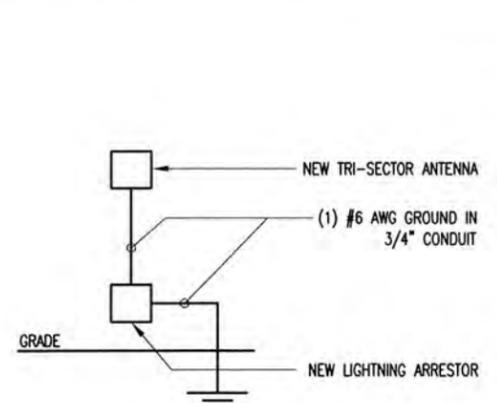 NEW TRI-SECTOR ANTENNA
(1) #6 AWG GROUND IN
3/4" CONDUIT
GRADE
NEW LIGHTNING ARRESTOR